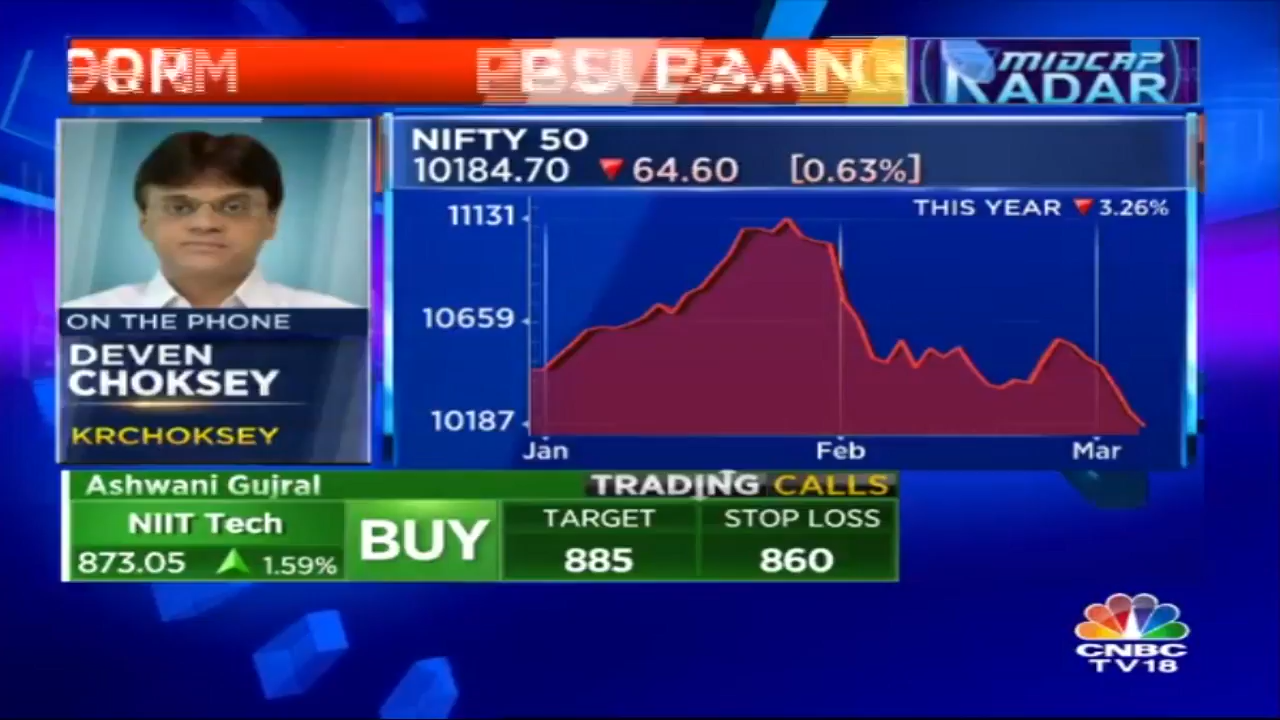 MIDCAP
RADAR
NIFTY 50
10184.70 ▼ 64.60 [0.63%]
THIS YEAR ▼ 3.26%
11131
10659
10187
Jan Feb Mar
ON THE PHONE
DEVEN
CHOKSEY
KRCHOKSEY
Ashwani Gujral
TRADING CALLS
NIIT Tech
873.05 ▲ 1.59%
BUY
TARGET
885
STOP LOSS
860
CNBC
TV18